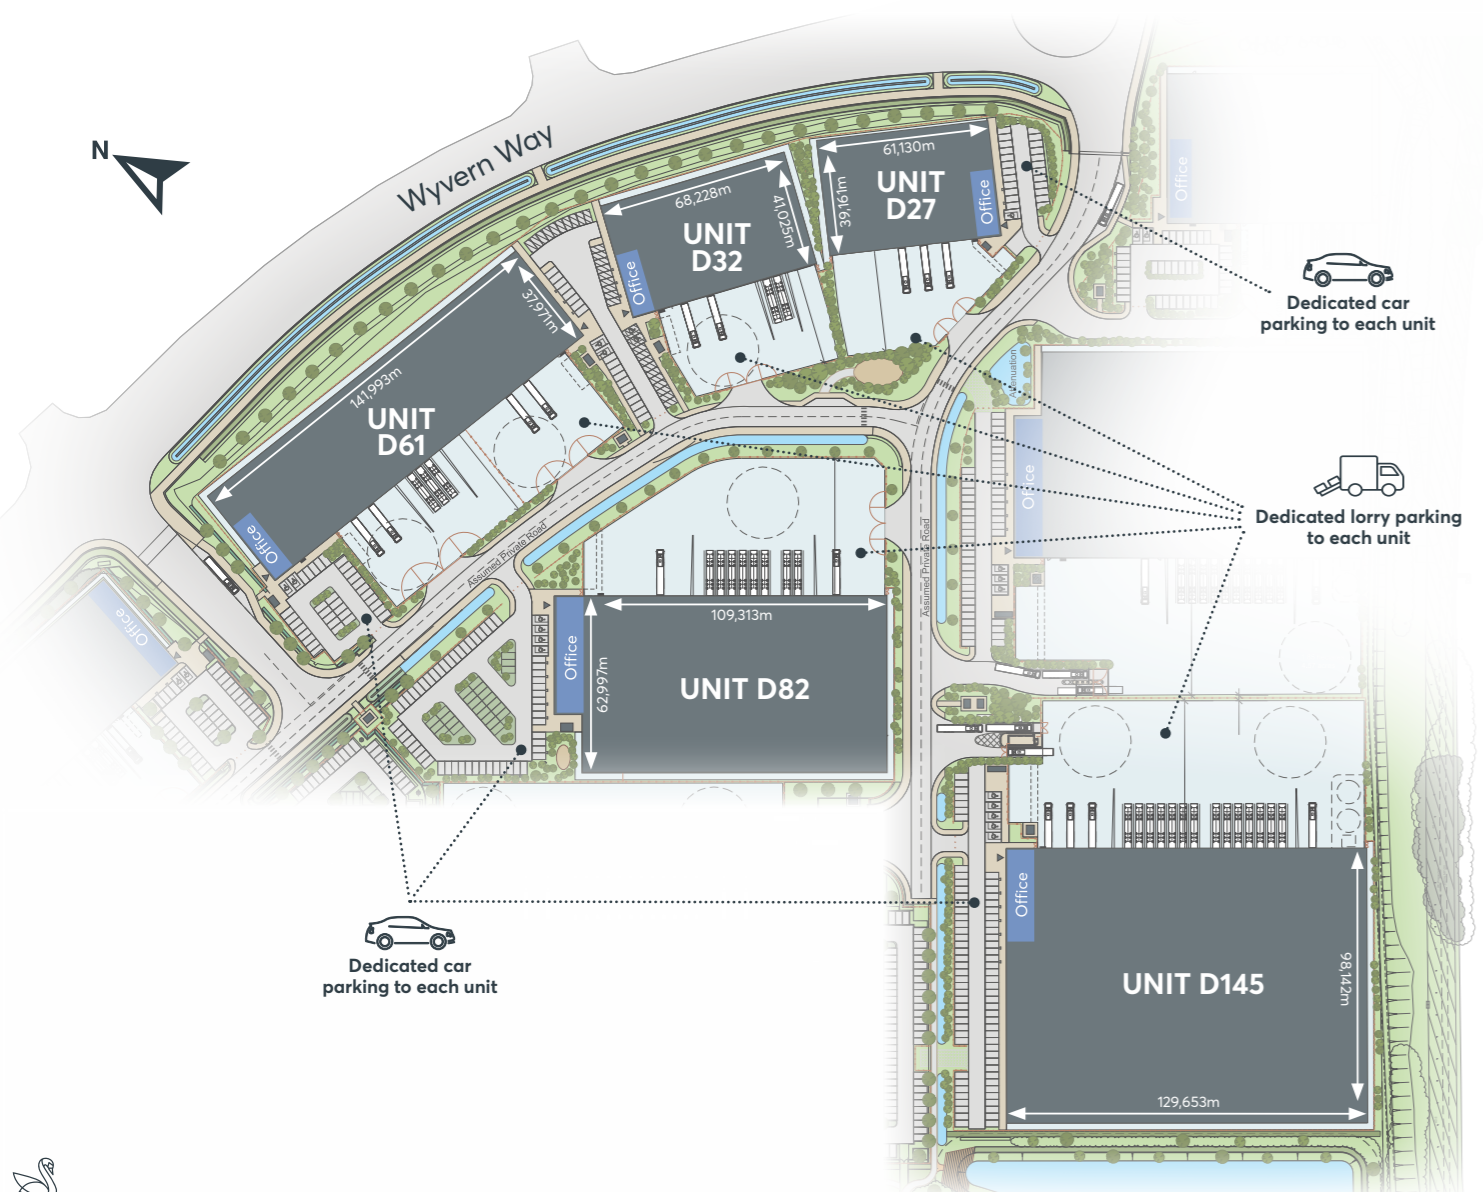 N
Wyvern Way
61,130m
UNIT
D27
39,161m
Office
Office
68,228m
41,025m
UNIT
D32
Office
37,971m
141,993m
UNIT
D61
Office
Dedicated car
parking to each unit
Attenuation
Office
Dedicated lorry parking
to each unit
Assumed Private Road
Assumed Private Road
Office
109,313m
62,997m
Office
UNIT D82
Office
UNIT D145
98,142m
129,653m
Dedicated car
parking to each unit